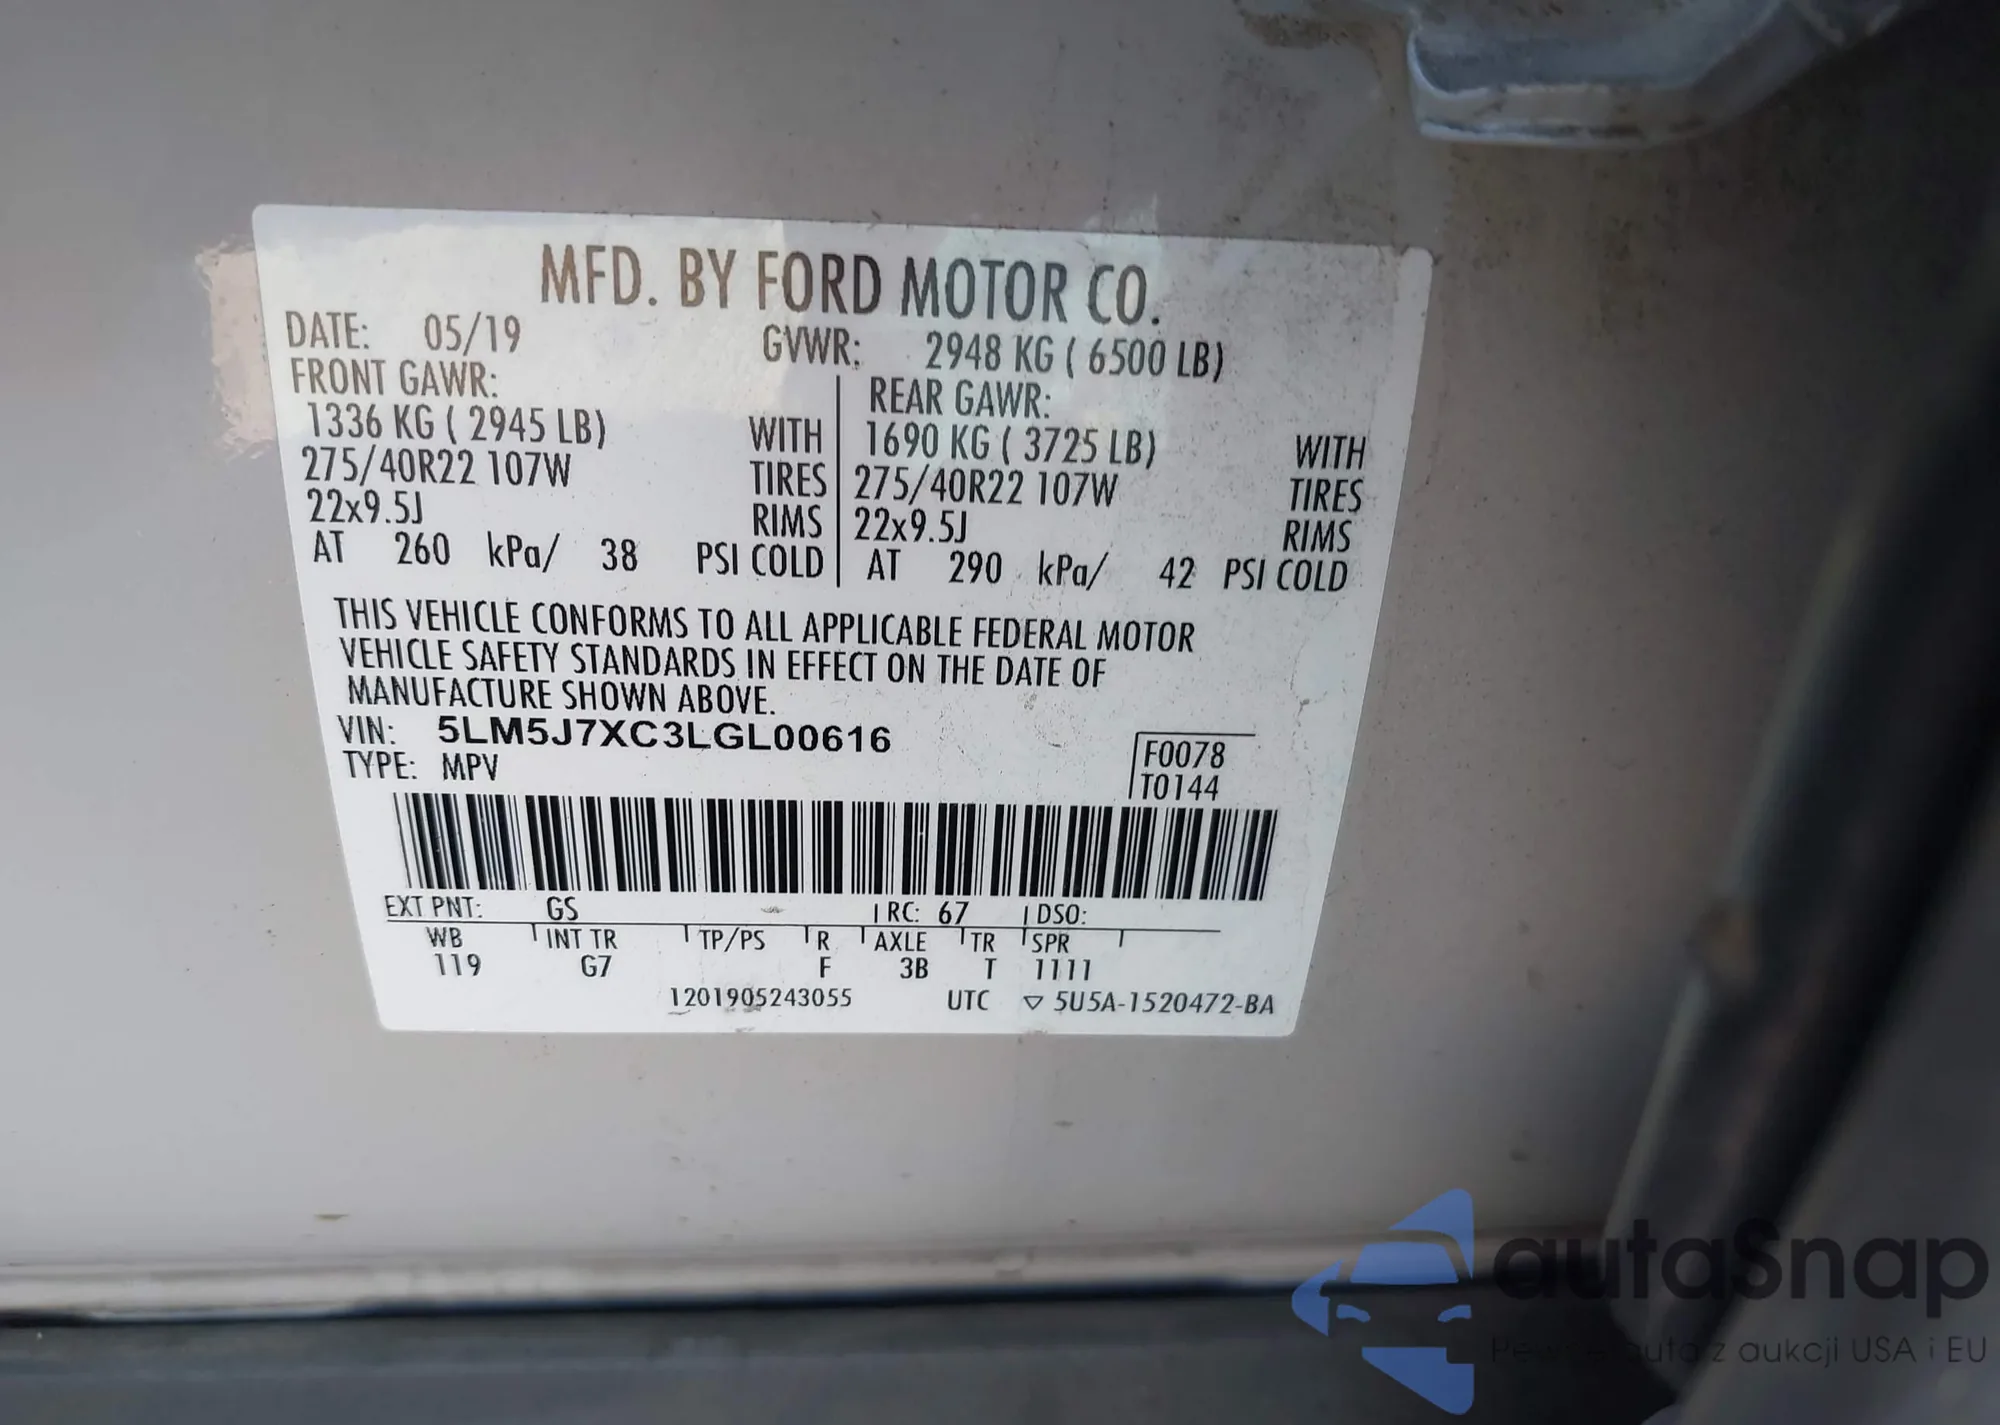 MFD. BY FORD MOTOR CO.
DATE: 05/19 GVWR: 2948 KG ( 6500 LB)
FRONT GAWR: REAR GAWR:
1336 KG ( 2945 LB) WITH 1690 KG ( 3725 LB) WITH
275/40R22 107W TIRES 275/40R22 107W TIRES
22x9.5J RIMS 22x9.5J RIMS
AT 260 kPa/ 38 PSI COLD AT 290 kPa/ 42 PSI COLD
THIS VEHICLE CONFORMS TO ALL APPLICABLE FEDERAL MOTOR
VEHICLE SAFETY STANDARDS IN EFFECT ON THE DATE OF
MANUFACTURE SHOWN ABOVE.
VIN: 5LM5J7XC3LGL00616
TYPE: MPV
F0078
T0144
EXT PNT: GS RC: 67 DSO:
WB INT TR TP/PS R AXLE TR SPR
119 G7 F 3B T 1111
1201905243055 UTC ▽ 5U5A-1520472-BA
autaSnap
auta z aukcji USA i EU